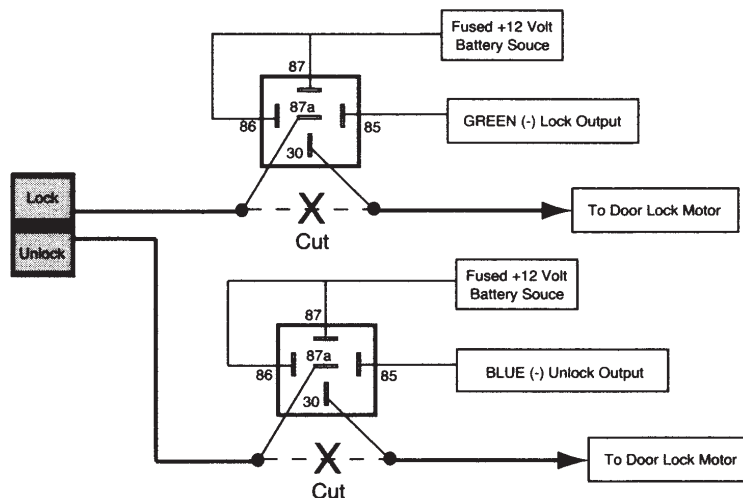 Fused +12 Volt
Battery Souce
87
87a
86
85
30
GREEN (-) Lock Output
Lock
Unlock
X
Cut
To Door Lock Motor
Fused +12 Volt
Battery Souce
87
87a
86
85
30
BLUE (-) Unlock Output
X
Cut
To Door Lock Motor